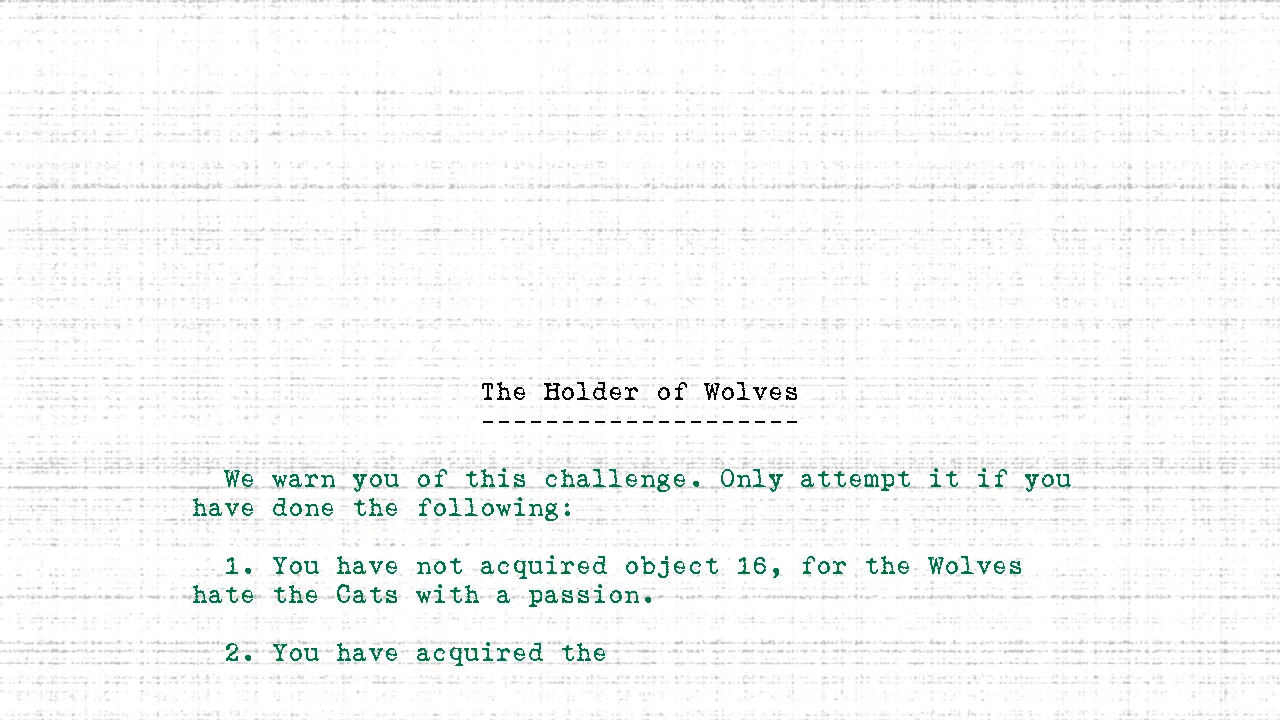 The Holder of Wolves
--------------------
We warn you of this challenge. Only attempt it if you
have done the following:
1. You have not acquired object 16, for the Wolves
hate the Cats with a passion.
2. You have acquired the